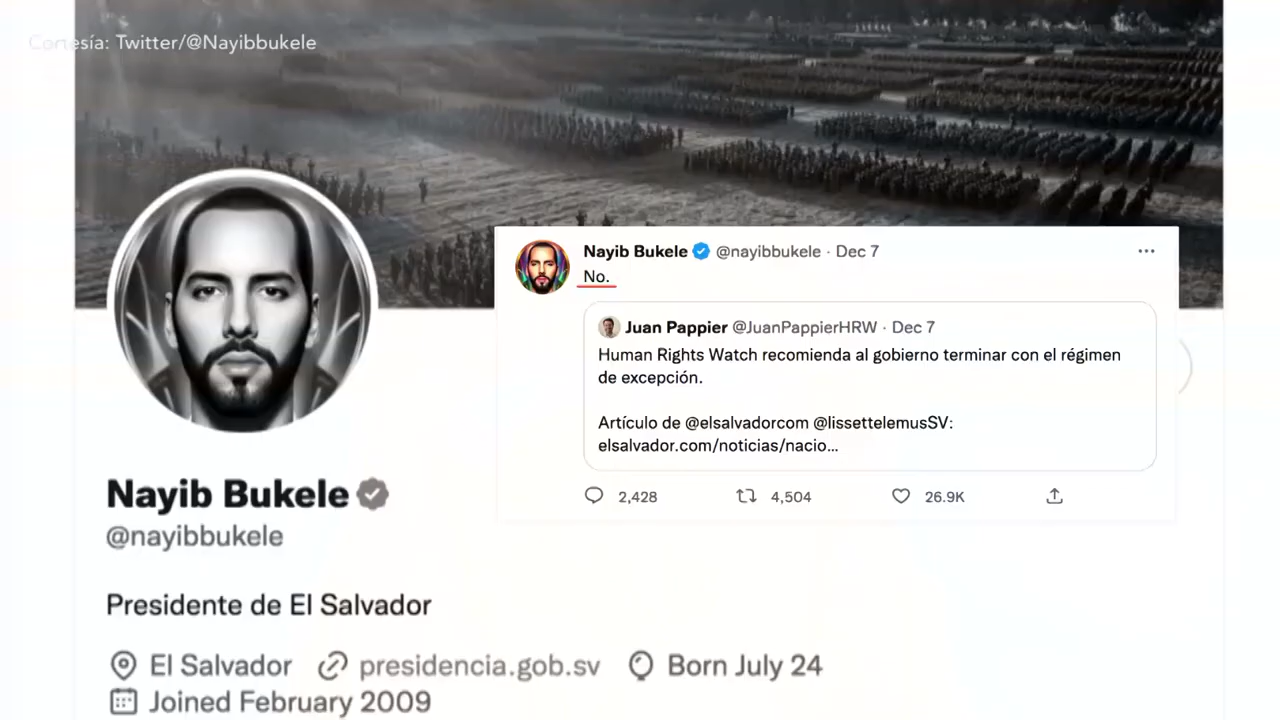 Cortesía: Twitter/@Nayibbukele
Nayib Bukele @nayibbukele · Dec 7
No.
Juan Pappier @JuanPappierHRW · Dec 7
Human Rights Watch recomienda al gobierno terminar con el régimen
de excepción.
Artículo de @elsalvadorcom @lissettelemusSV:
elsalvador.com/noticias/nacio...
2,428 4,504 26.9K
Nayib Bukele
@nayibbukele
Presidente de El Salvador
El Salvador presidencia.gob.sv Born July 24
Joined February 2009